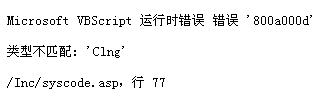 Microsoft VBScript 运行时错误 错误 '800a000d'
类型不匹配: 'Clng'
/Inc/syscode.asp，行 77